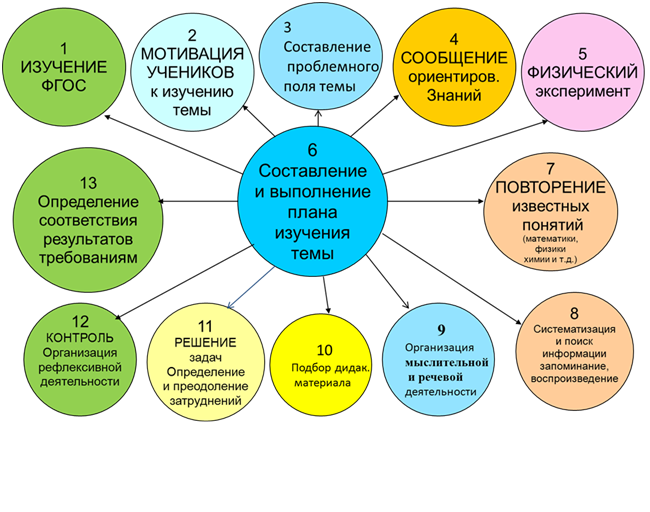 1
ИЗУЧЕНИЕ
ФГОС
2
МОТИВАЦИЯ
УЧЕНИКОВ
к изучению
темы
3
Составление
проблемного
поля темы
4
СООБЩЕНИЕ
ориентиров.
Знаний
5
ФИЗИЧЕСКИЙ
эксперимент
6
Составление
и выполнение
плана
изучения
темы
7
ПОВТОРЕНИЕ
известных
понятий
(математики,
физики
химии и т.д.)
8
Систематизация
и поиск
информации
запоминание,
воспроизведение
9
Организация
мыслительной
и речевой
деятельности
10
Подбор дидак.
материала
11
РЕШЕНИЕ
задач
Определение
и преодоление
затруднений
12
КОНТРОЛЬ
Организация
рефлексивной
деятельности
13
Определение
соответствия
результатов
требованиям